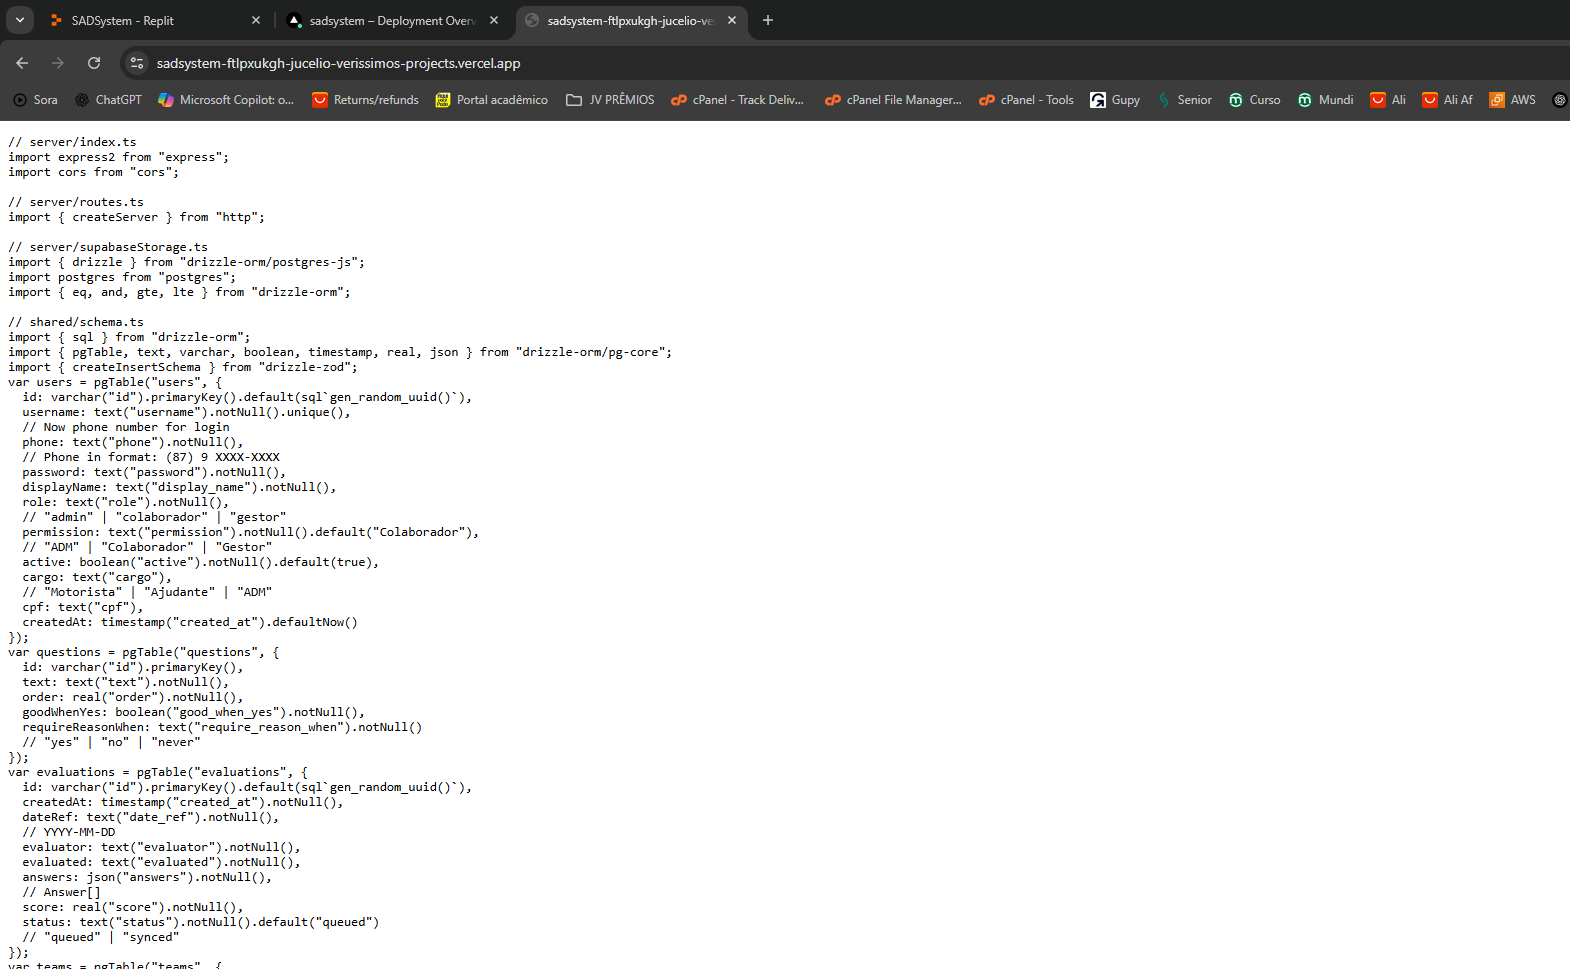 SADSystem - Replit
sadsystem – Deployment Overv
sadsystem-ftlpxukgh-jucelio-ve
sadsystem-ftlpxukgh-jucelio-verissimos-projects.vercel.app
Sora
ChatGPT
Microsoft Copilot: o...
Returns/refunds
Portal acadêmico
JV PRÊMIOS
cPanel - Track Deliv...
cPanel File Manager...
cPanel - Tools
Gupy
Senior
Curso
Mundi
Ali
Ali Af
AWS
// server/index.ts
import express2 from "express";
import cors from "cors";
// server/routes.ts
import { createServer } from "http";
// server/supabaseStorage.ts
import { drizzle } from "drizzle-orm/postgres-js";
import postgres from "postgres";
import { eq, and, gte, lte } from "drizzle-orm";
// shared/schema.ts
import { sql } from "drizzle-orm";
import { pgTable, text, varchar, boolean, timestamp, real, json } from "drizzle-orm/pg-core";
import { createInsertSchema } from "drizzle-zod";
var users = pgTable("users", {
  id: varchar("id").primaryKey().default(sql`gen_random_uuid()`),
  username: text("username").notNull().unique(),
  // Now phone number for login
  phone: text("phone").notNull(),
  // Phone in format: (87) 9 XXXX-XXXX
  password: text("password").notNull(),
  displayName: text("display_name").notNull(),
  role: text("role").notNull(),
  // "admin" | "colaborador" | "gestor"
  permission: text("permission").notNull().default("Colaborador"),
  // "ADM" | "Colaborador" | "Gestor"
  active: boolean("active").notNull().default(true),
  cargo: text("cargo"),
  // "Motorista" | "Ajudante" | "ADM"
  cpf: text("cpf"),
  createdAt: timestamp("created_at").defaultNow()
});
var questions = pgTable("questions", {
  id: varchar("id").primaryKey(),
  text: text("text").notNull(),
  order: real("order").notNull(),
  goodWhenYes: boolean("good_when_yes").notNull(),
  requireReasonWhen: text("require_reason_when").notNull()
  // "yes" | "no" | "never"
});
var evaluations = pgTable("evaluations", {
  id: varchar("id").primaryKey().default(sql`gen_random_uuid()`),
  createdAt: timestamp("created_at").notNull(),
  dateRef: text("date_ref").notNull(),
  // YYYY-MM-DD
  evaluator: text("evaluator").notNull(),
  evaluated: text("evaluated").notNull(),
  answers: json("answers").notNull(),
  // Answer[]
  score: real("score").notNull(),
  status: text("status").notNull().default("queued")
  // "queued" | "synced"
});
var teams = pgTable("teams", {